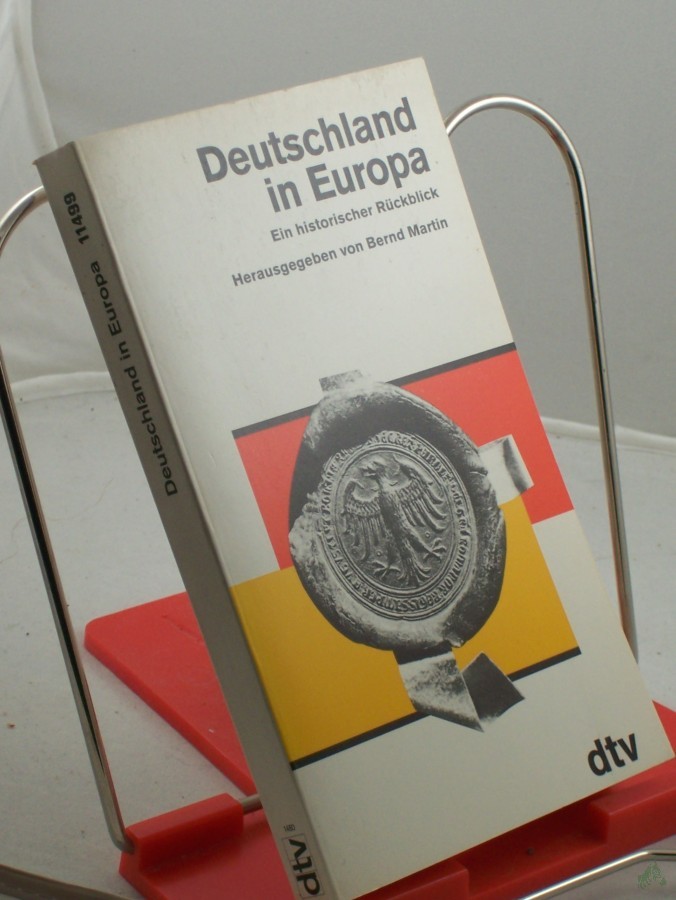 Deutschland
in Europa
Ein historischer Rückblick
Herausgegeben von Bernd Martin
dtv
Deutschland in Europa 11499
dtv